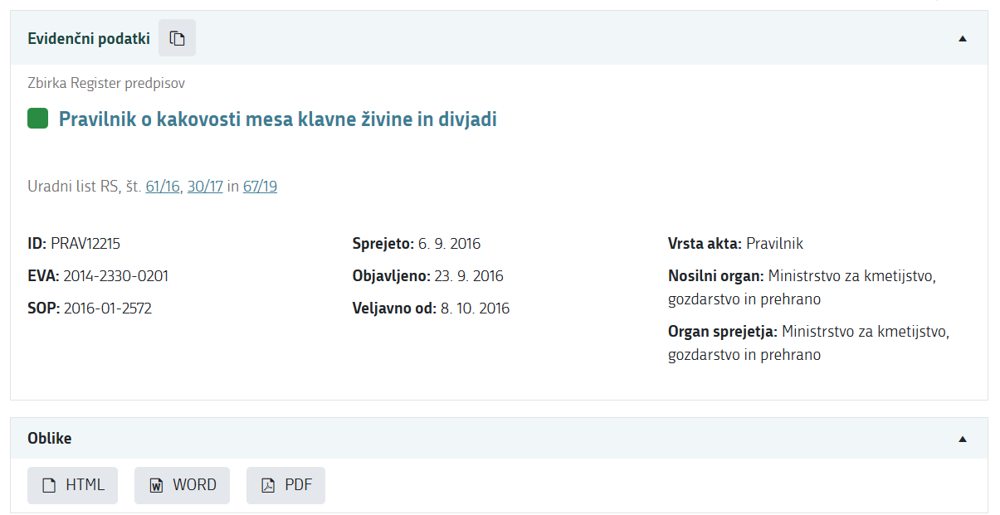 Evidenčni podatki
Zbirka Register predpisov
Pravilnik o kakovosti mesa klavne živine in divjadi
Uradni list RS, št. 61/16, 30/17 in 67/19
ID: PRAV12215
EVA: 2014-2330-0201
SOP: 2016-01-2572
Sprejeto: 6. 9. 2016
Objavljeno: 23. 9. 2016
Veljavno od: 8. 10. 2016
Vrsta akta: Pravilnik
Nosilni organ: Ministrstvo za kmetijstvo,
gozdarstvo in prehrano
Organ sprejetja: Ministrstvo za kmetijstvo,
gozdarstvo in prehrano
Oblike
HTML
WORD
PDF